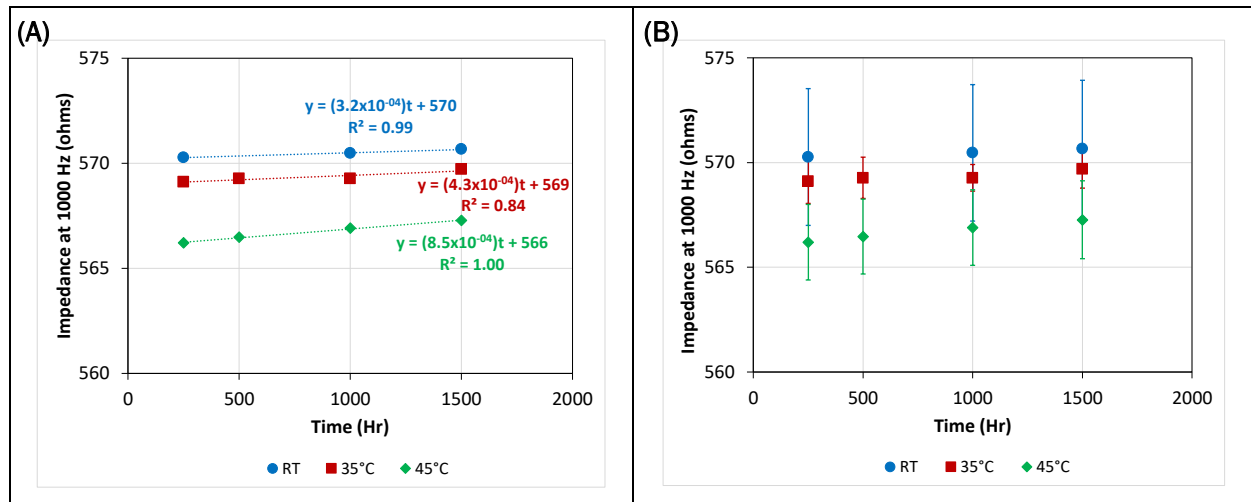 (A)
575
570
565
560
0
500
1000
1500
2000
Impedance at 1000 Hz (ohms)
Time (Hr)
y = (3.2x10⁻⁰⁴)t + 570
R² = 0.99
y = (4.3x10⁻⁰⁴)t + 569
R² = 0.84
y = (8.5x10⁻⁰⁴)t + 566
R² = 1.00
RT
35°C
45°C
(B)
575
570
565
560
0
500
1000
1500
2000
Impedance at 1000 Hz (ohms)
Time (Hr)
RT
35°C
45°C